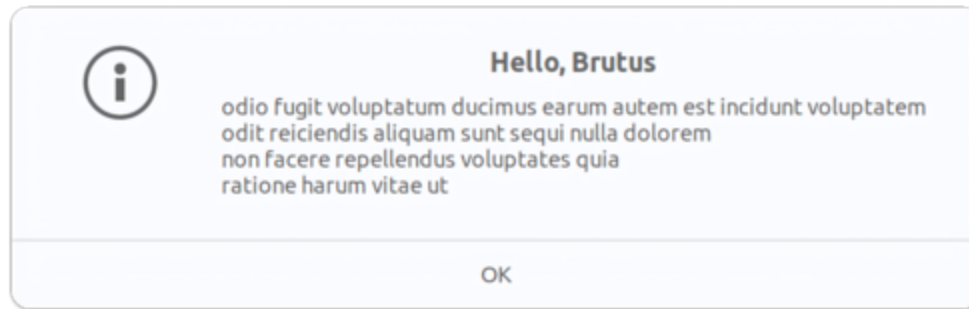 Hello, Brutus
odio fugit voluptatum ducimus earum autem est incidunt voluptatem
odit reiciendis aliquam sunt sequi nulla dolorem
non facere repellendus voluptates quia
ratione harum vitae ut
OK